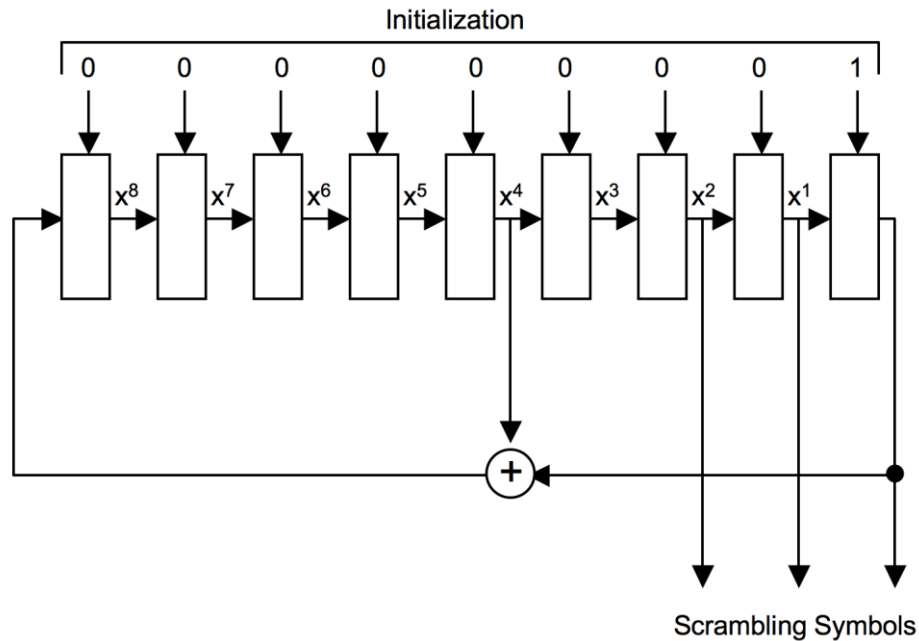 Initialization
0 0 0 0 0 0 0 0 1
x⁸ x⁷ x⁶ x⁵ x⁴ x³ x² x¹
+
Scrambling Symbols